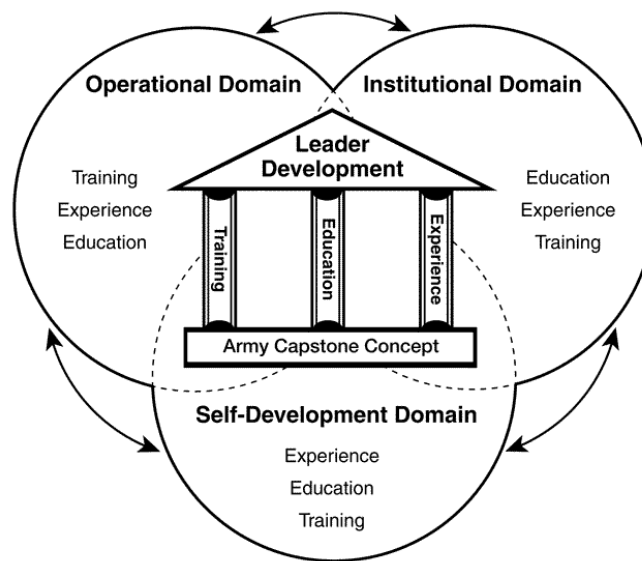 Operational Domain
Institutional Domain
Leader
Development
Training
Experience
Education
Education
Experience
Training
Training
Education
Experience
Army Capstone Concept
Self-Development Domain
Experience
Education
Training